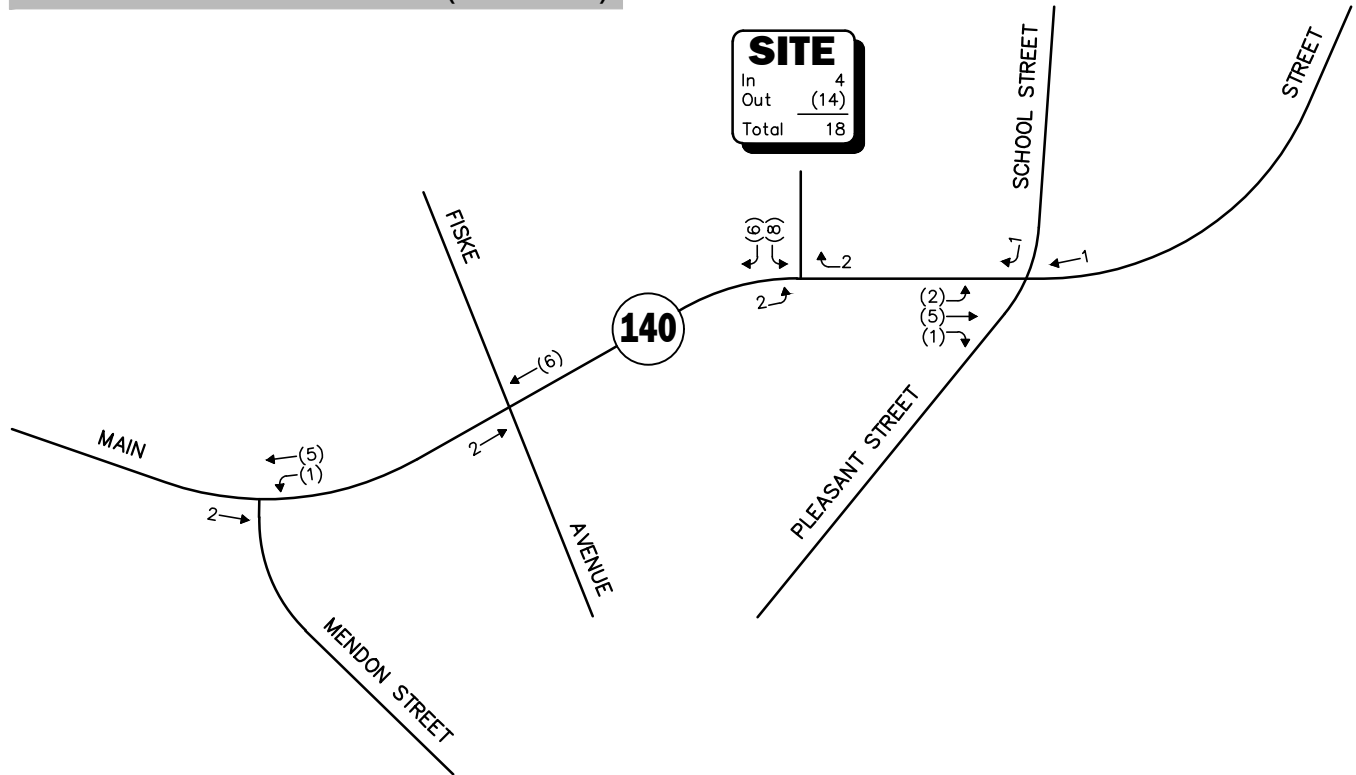 SITE
In 4
Out (14)
Total 18
SCHOOL STREET
STREET
FISKE
(6)
(8)
2
1
1
2
(2)
(5)
(1)
140
(6)
2
MAIN
(5)
(1)
2
PLEASANT STREET
AVENUE
MENDON STREET